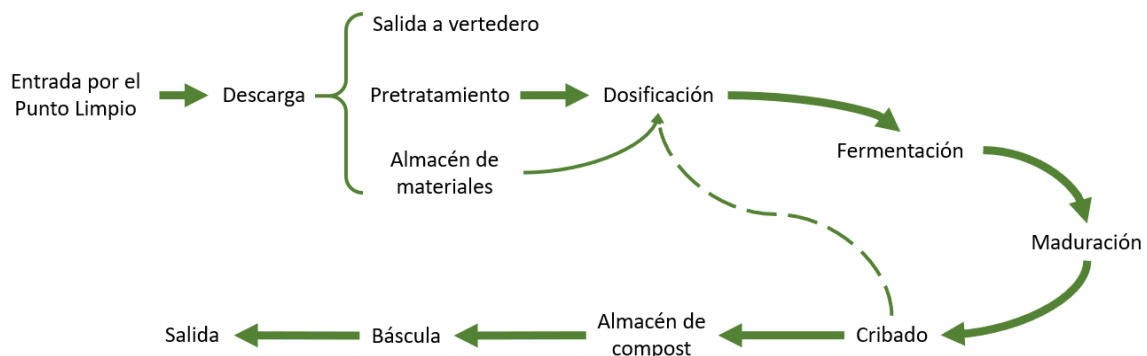 Entrada por el
Punto Limpio
Descarga
Salida a vertedero
Pretratamiento
Almacén de
materiales
Dosificación
Fermentación
Maduración
Cribado
Almacén de
compost
Báscula
Salida